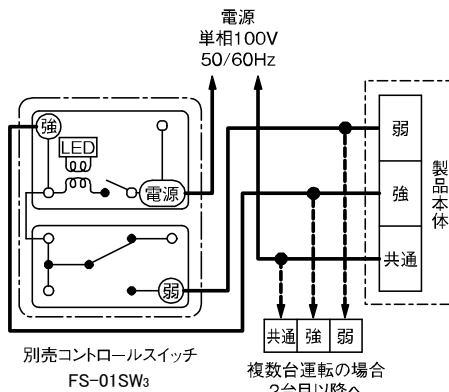 電源
単相100V
50/60Hz
強
LED
電源
弱
弱
強
共通
製品本体
共通 強 弱
別売コントロールスイッチ
FS-01SW₃
複数台運転の場合
2台目以降へ